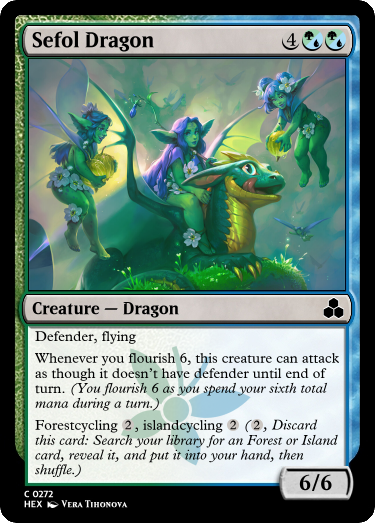 Sefol Dragon 4
Creature — Dragon
Defender, flying
Whenever you flourish 6, this creature can attack
as though it doesn't have defender until end of
turn. (You flourish 6 as you spend your sixth total
mana during a turn.)
Forestcycling 2, islandcycling 2 (2, Discard
this card: Search your library for an Forest or Island
card, reveal it, and put it into your hand, then
shuffle.)
6/6
C 0272
HEX Vera Tihonova